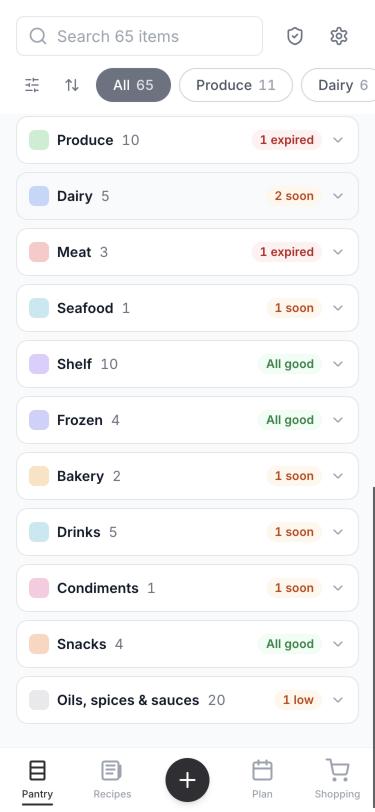 Search 65 items
All 65 Produce 11 Dairy 6
Produce 10 1 expired
Dairy 5 2 soon
Meat 3 1 expired
Seafood 1 1 soon
Shelf 10 All good
Frozen 4 All good
Bakery 2 1 soon
Drinks 5 1 soon
Condiments 1 1 soon
Snacks 4 All good
Oils, spices & sauces 20 1 low
Pantry Recipes Plan Shopping